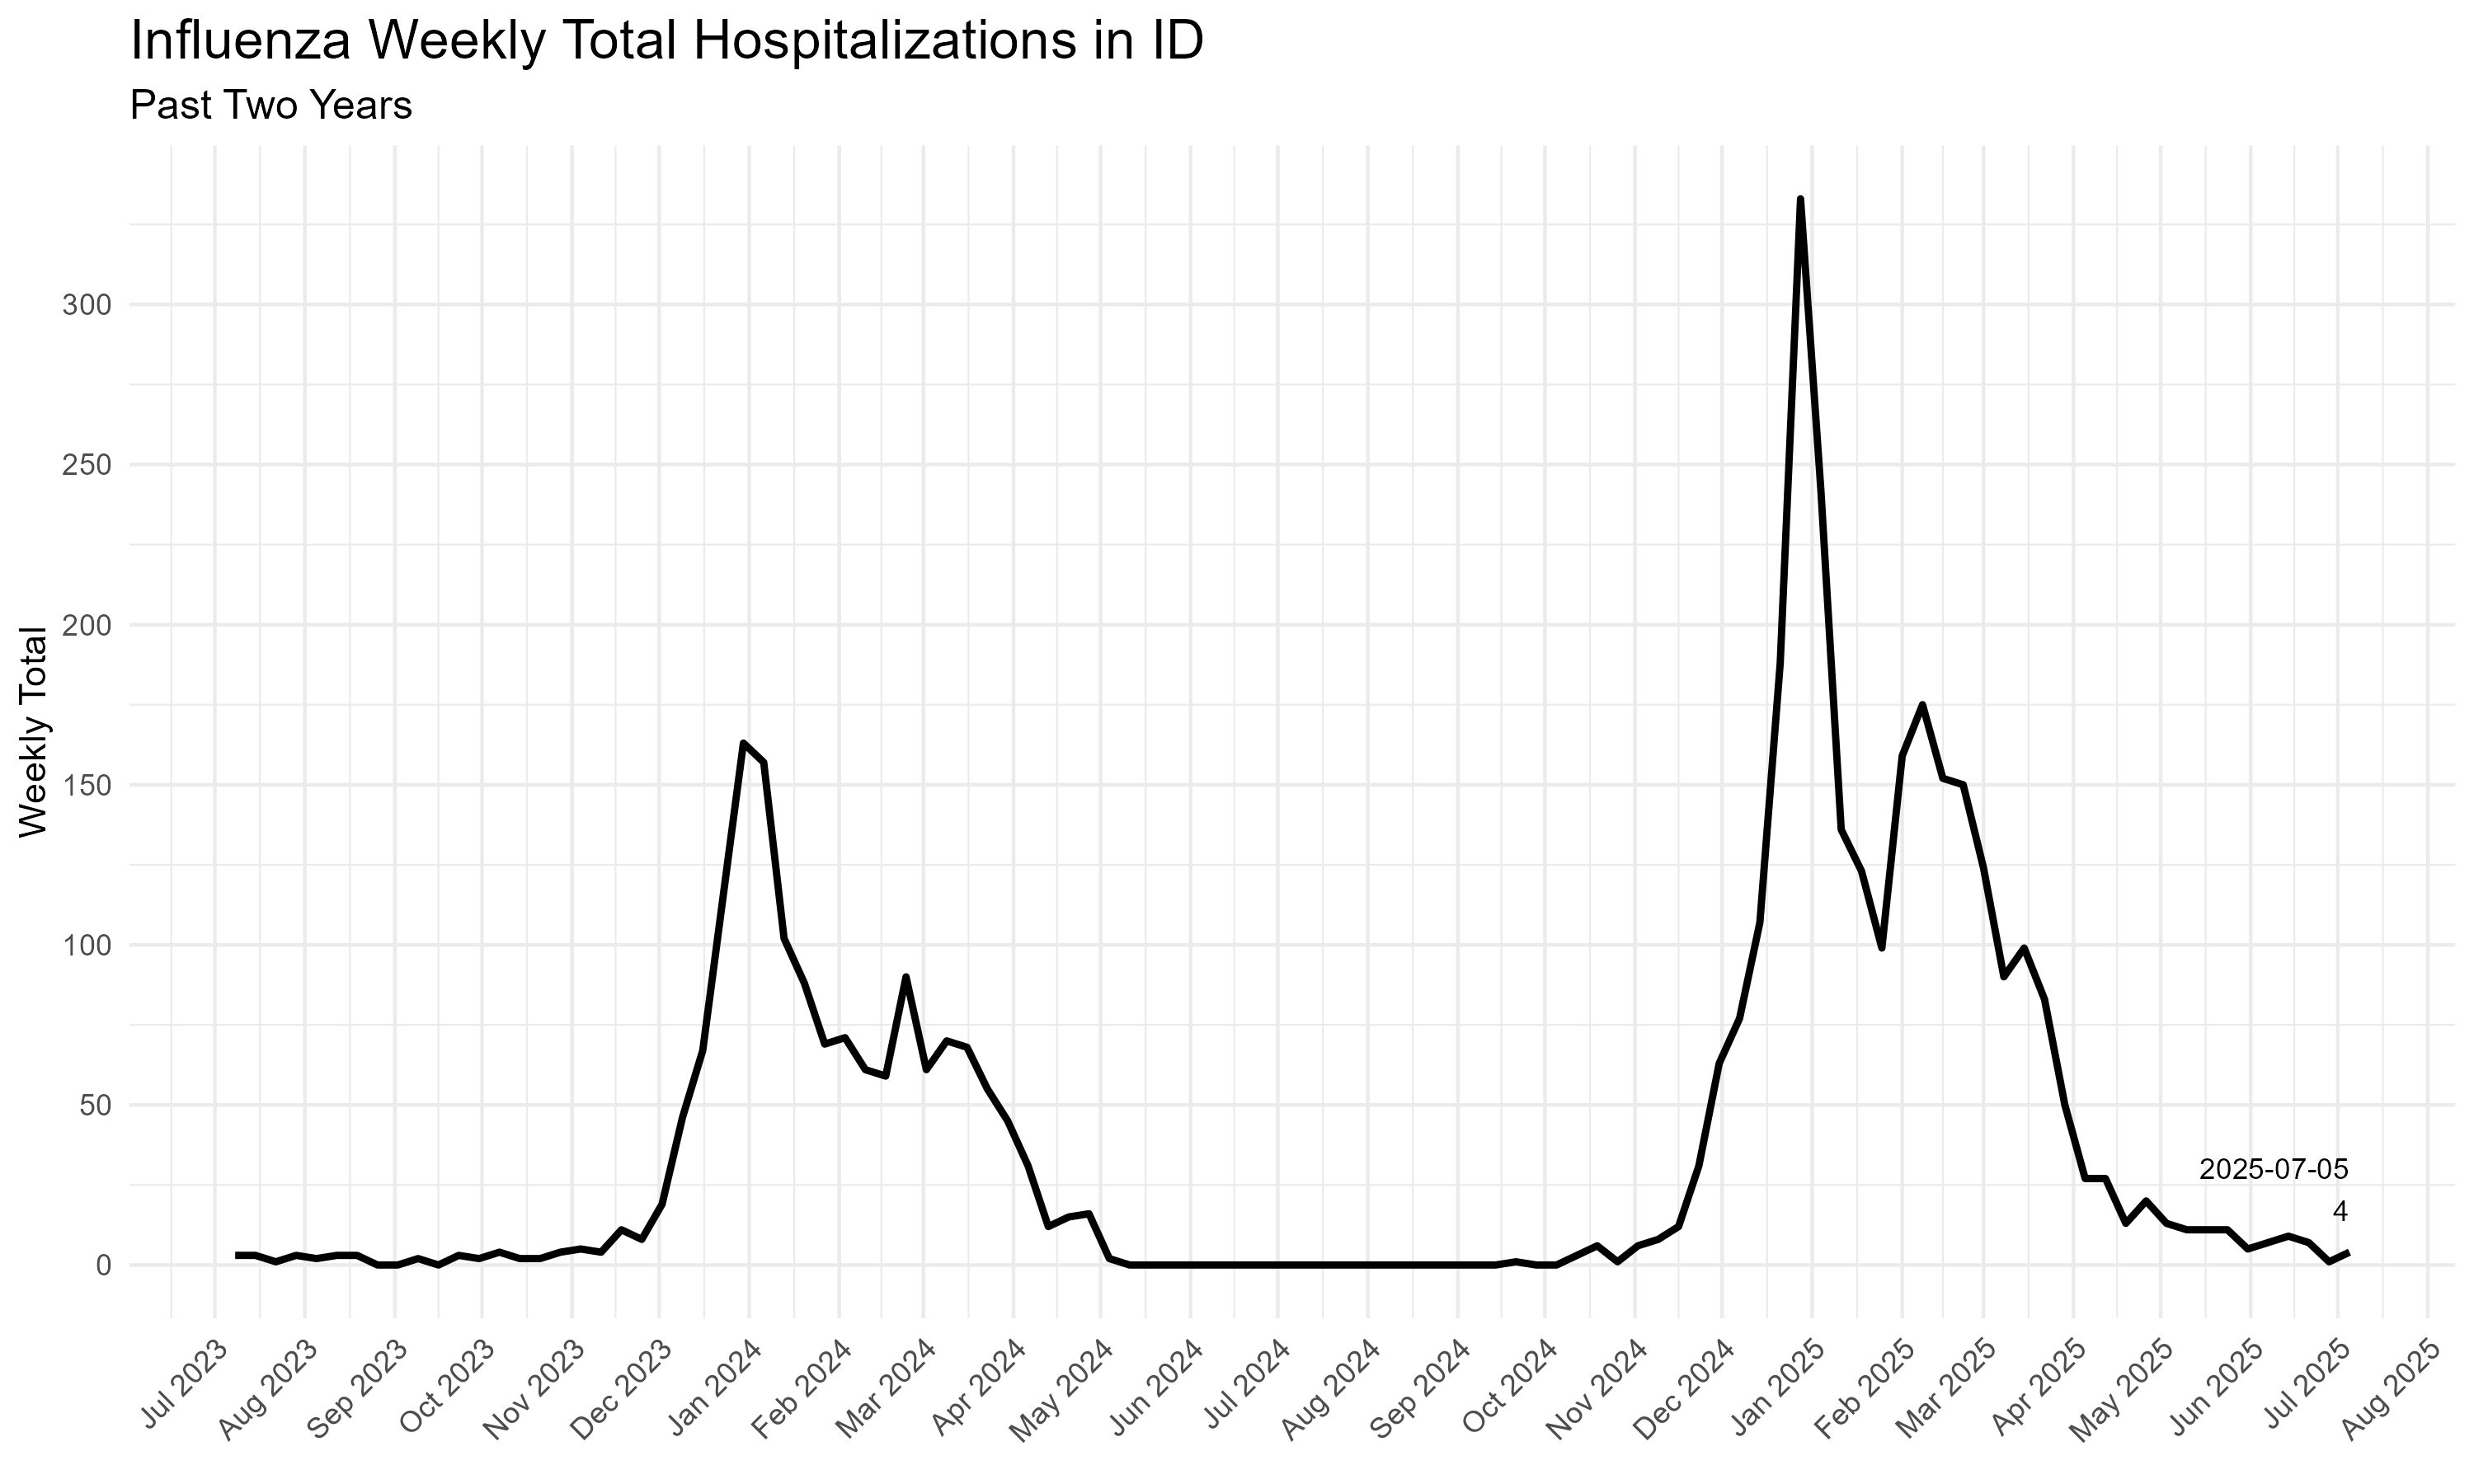 Influenza Weekly Total Hospitalizations in ID
Past Two Years
Weekly Total
300
250
200
150
100
50
0
2025-07-05
4
Jul 2023
Aug 2023
Sep 2023
Oct 2023
Nov 2023
Dec 2023
Jan 2024
Feb 2024
Mar 2024
Apr 2024
May 2024
Jun 2024
Jul 2024
Aug 2024
Sep 2024
Oct 2024
Nov 2024
Dec 2024
Jan 2025
Feb 2025
Mar 2025
Apr 2025
May 2025
Jun 2025
Jul 2025
Aug 2025